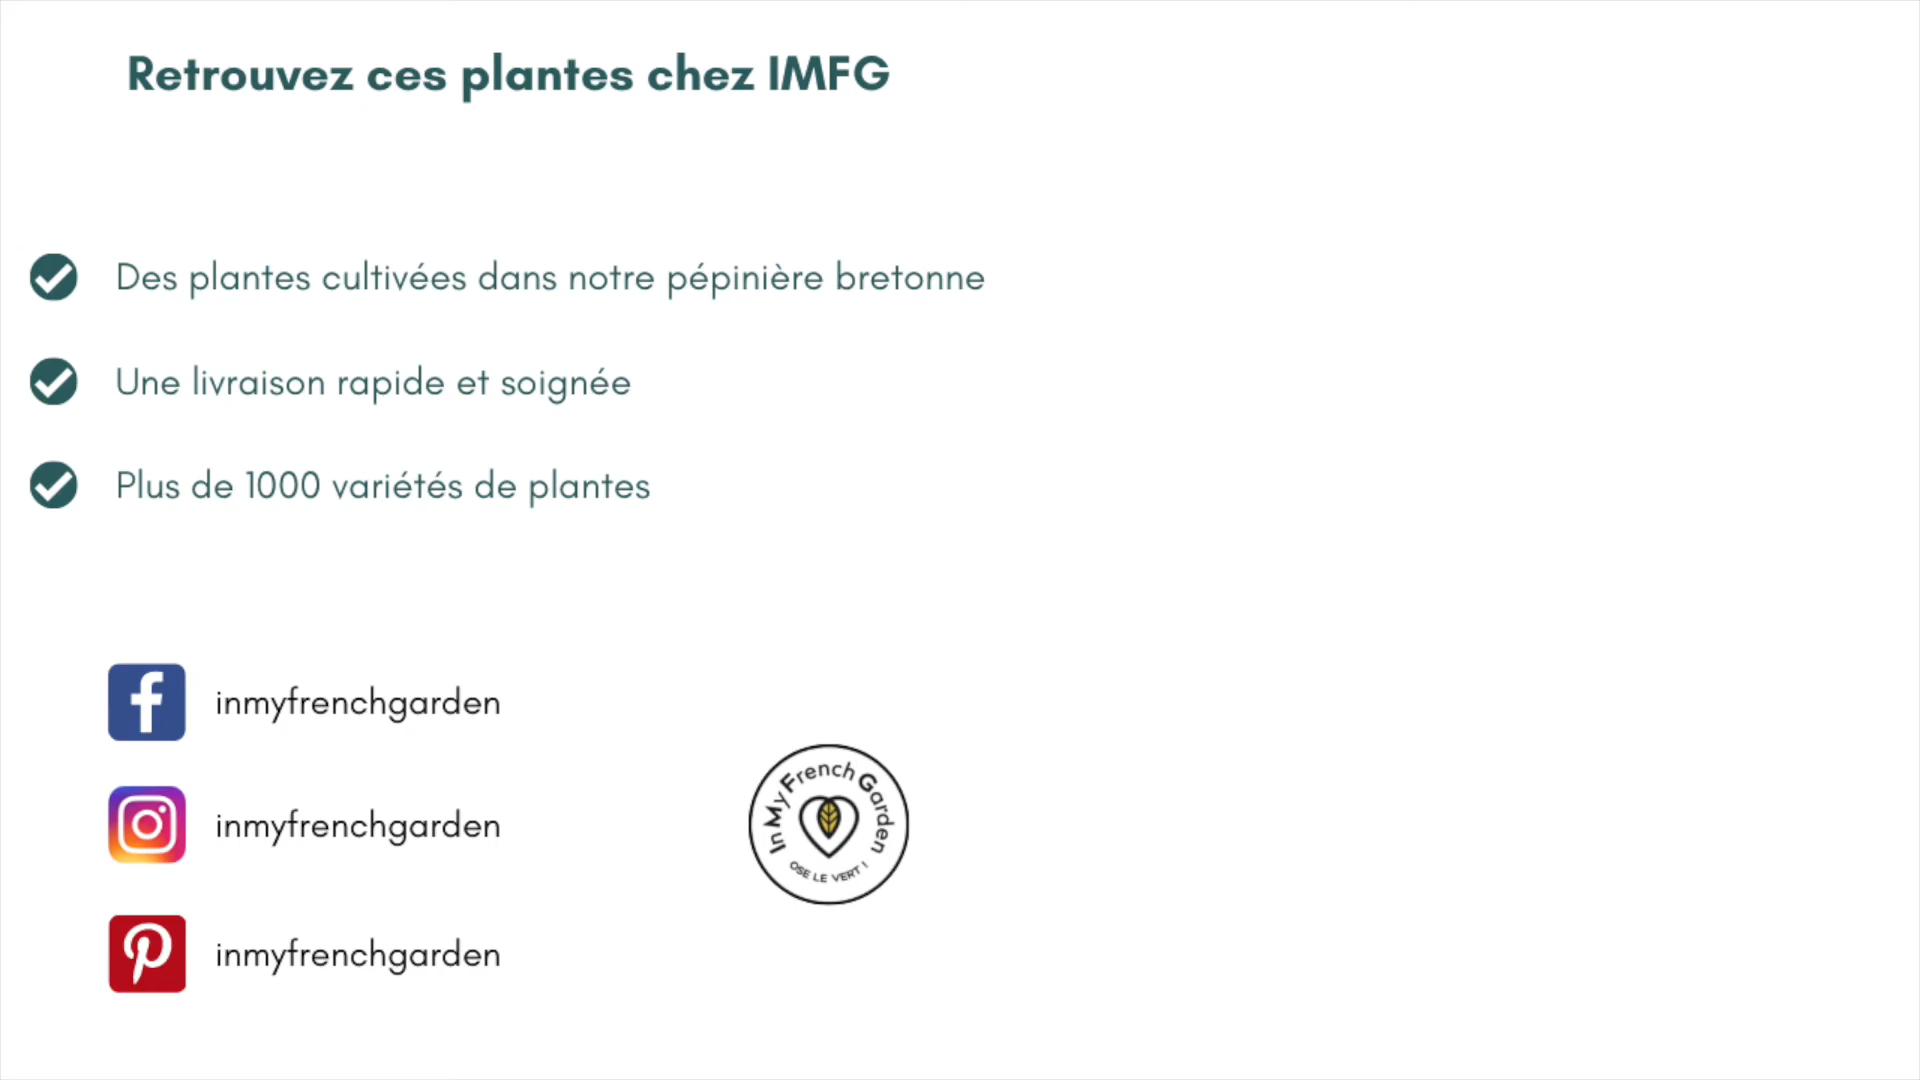 Retrouvez ces plantes chez IMFG
Des plantes cultivées dans notre pépinière bretonne
Une livraison rapide et soignée
Plus de 1000 variétés de plantes
inmyfrenchgarden
inmyfrenchgarden
In My French Garden
OSE LE VERT !
inmyfrenchgarden